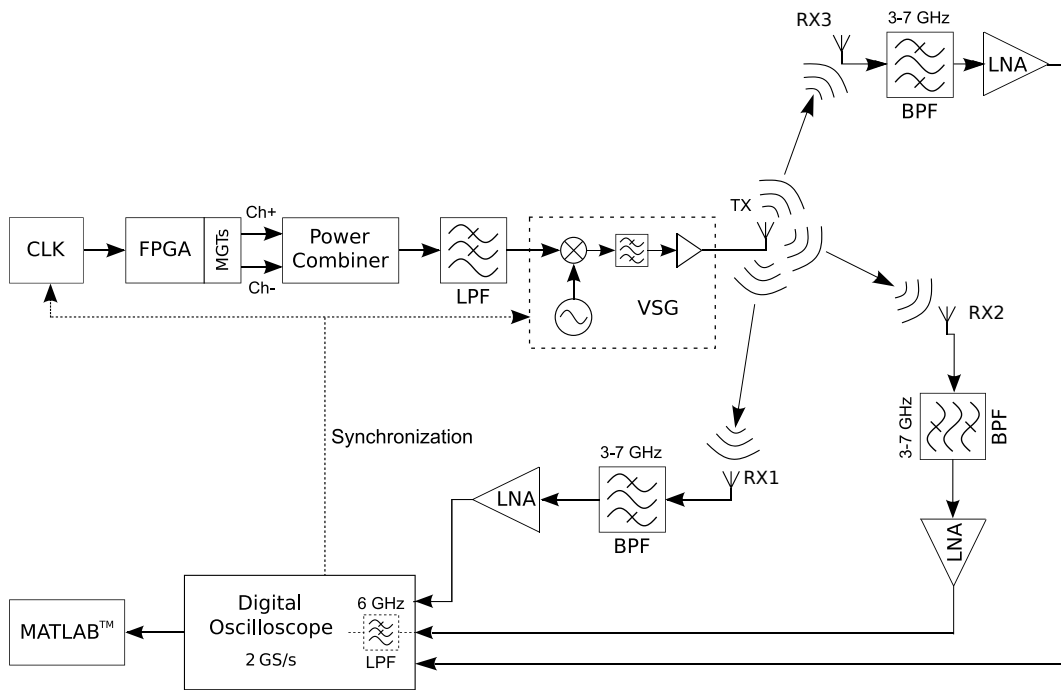 RX3
3-7 GHz
LNA
BPF
TX
CLK
FPGA
MGTs
Ch+
Ch-
Power
Combiner
LPF
VSG
RX2
3-7 GHz
BPF
LNA
Synchronization
RX1
3-7 GHz
BPF
LNA
Digital
Oscilloscope
2 GS/s
6 GHz
LPF
MATLAB™